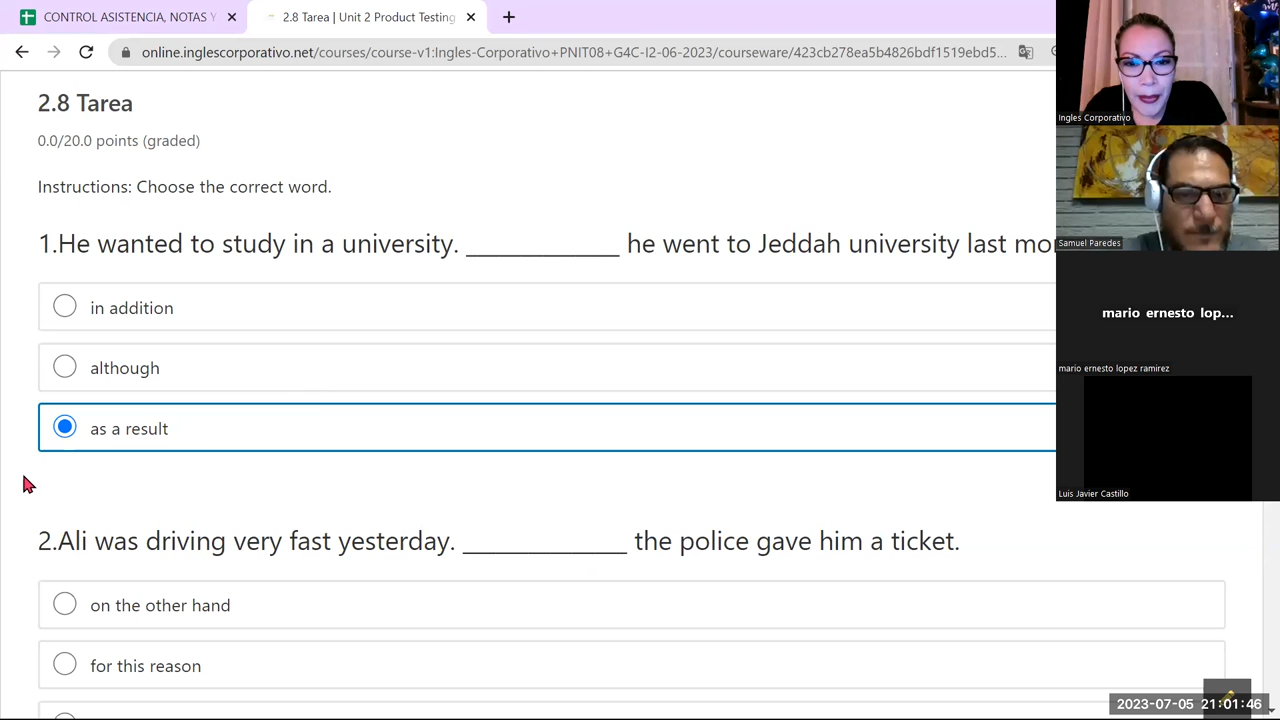 CONTROL ASISTENCIA, NOTAS Y
2.8 Tarea | Unit 2 Product Testing
online.inglescorporativo.net/courses/course-v1:Ingles-Corporativo+PNIT08+G4C-I2-06-2023/courseware/423cb278ea5b4826bdf1519ebd5...
2.8 Tarea
0.0/20.0 points (graded)
Instructions: Choose the correct word.
1.He wanted to study in a university. ____________ he went to Jeddah university last mo
in addition
although
as a result
2.Ali was driving very fast yesterday. _____________ the police gave him a ticket.
on the other hand
for this reason
Ingles Corporativo
Samuel Paredes
mario ernesto lop...
mario ernesto lopez ramirez
Luis Javier Castillo
2023-07-05 21:01:46